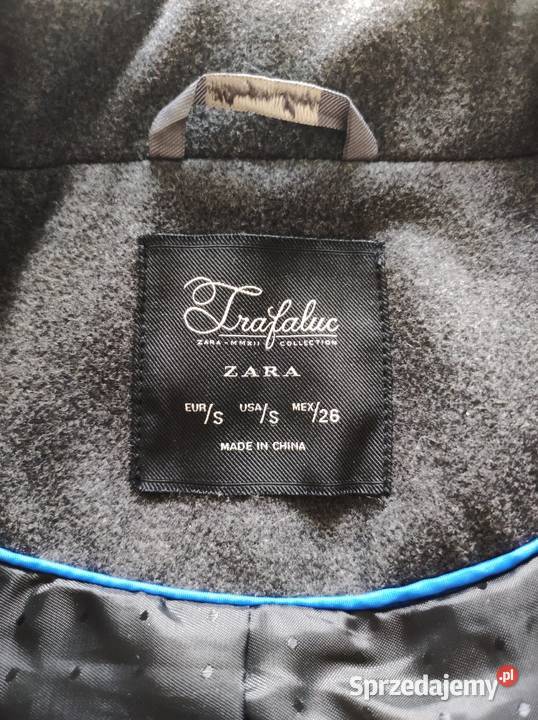 Trafaluc
ZARA - MMXII COLLECTION
ZARA
EUR/S USA/S MEX/26
MADE IN CHINA
Sprzedajemy.pl